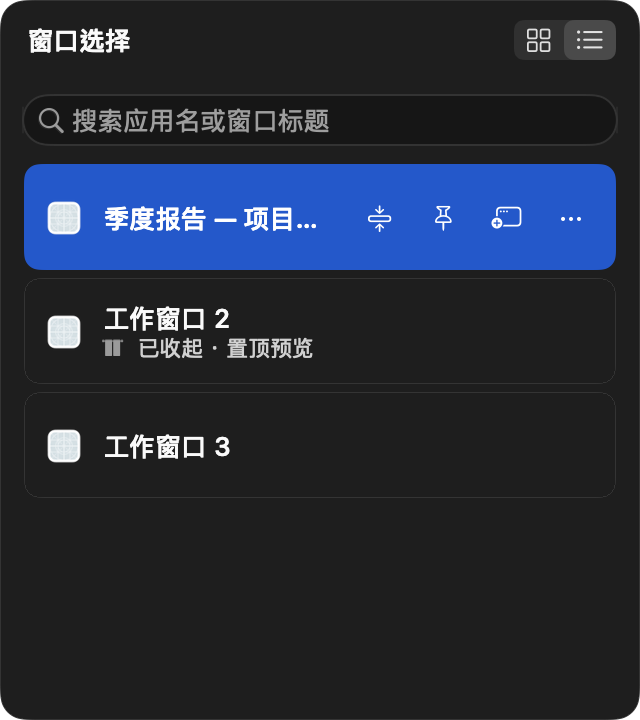 窗口选择
搜索应用名或窗口标题
季度报告 — 项目...
工作窗口 2
已收起 · 置顶预览
工作窗口 3